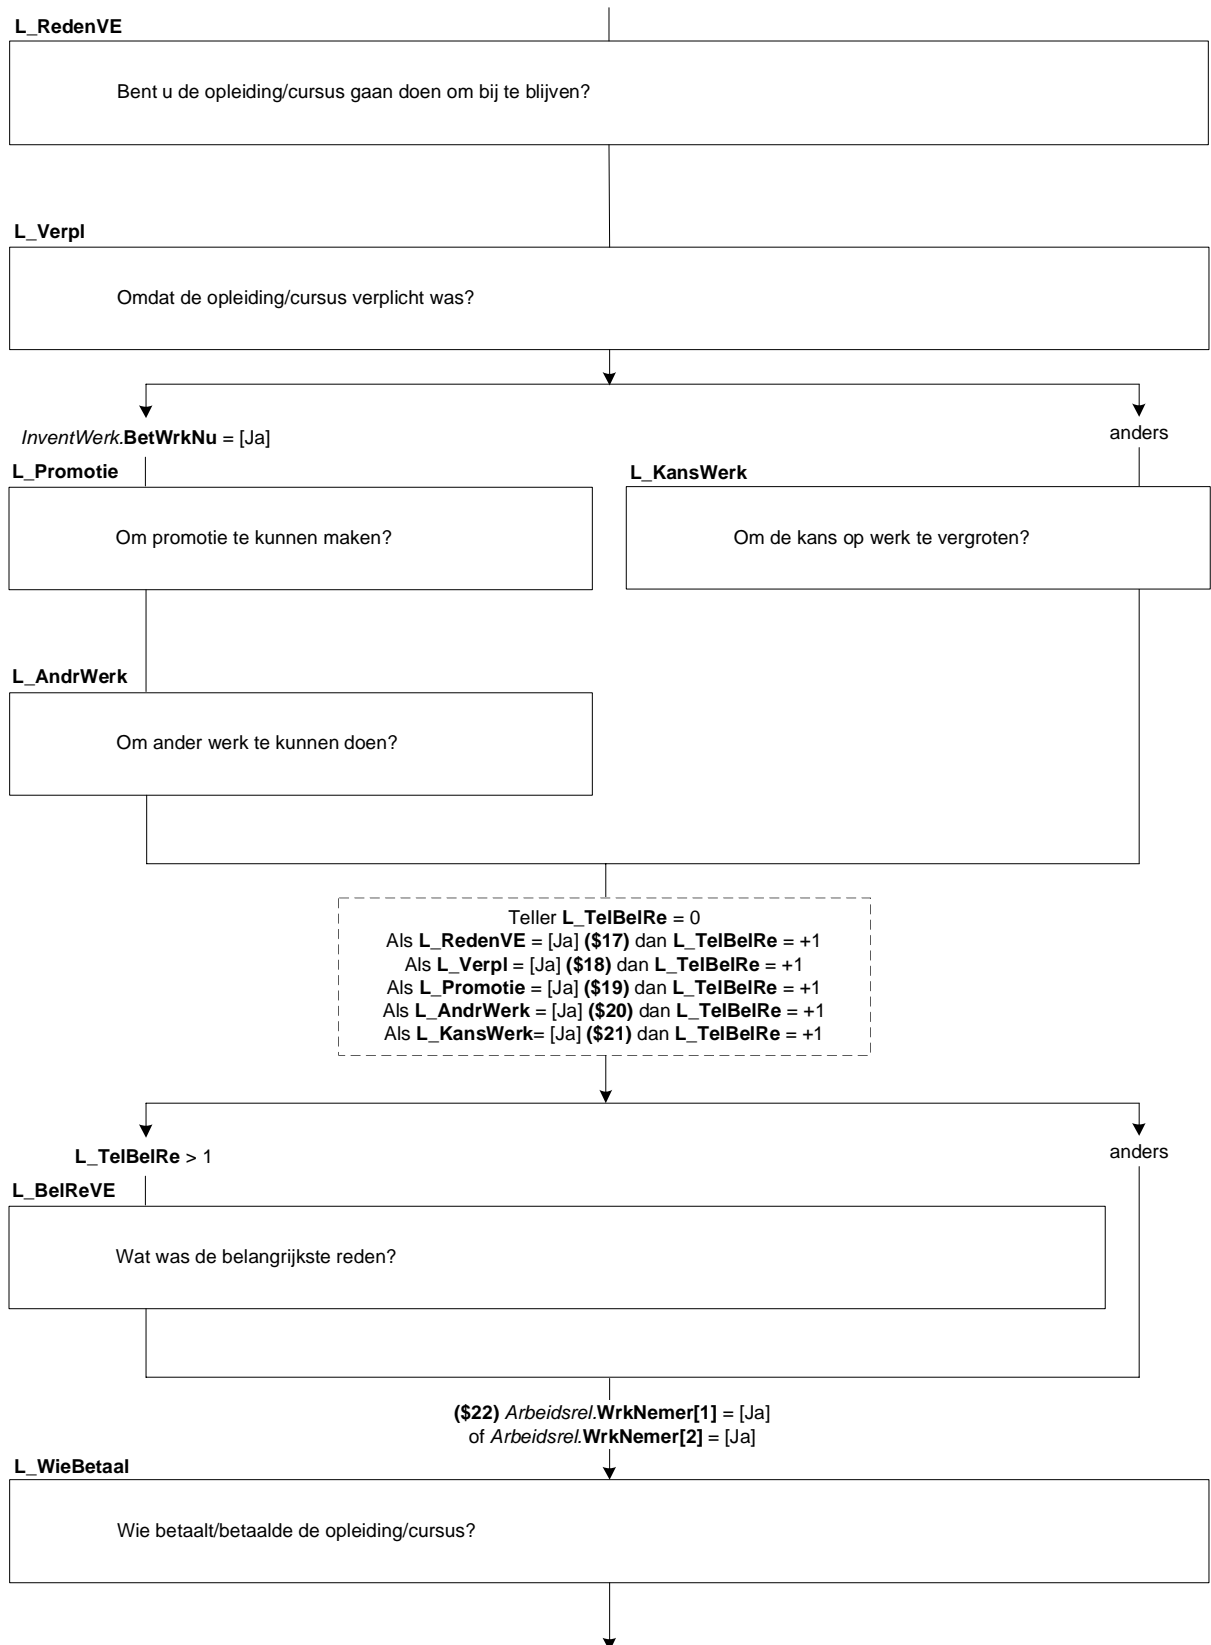 L_RedenVE
Bent u de opleiding/cursus gaan doen om bij te blijven?
L_Verpl
Omdat de opleiding/cursus verplicht was?
InventWerk.BetWrkNu = [Ja]
anders
L_Promotie
L_KansWerk
Om promotie te kunnen maken?
Om de kans op werk te vergroten?
L_AndrWerk
Om ander werk te kunnen doen?
Teller L_TelBelRe = 0
Als L_RedenVE = [Ja] ($17) dan L_TelBelRe = +1
Als L_Verpl = [Ja] ($18) dan L_TelBelRe = +1
Als L_Promotie = [Ja] ($19) dan L_TelBelRe = +1
Als L_AndrWerk = [Ja] ($20) dan L_TelBelRe = +1
Als L_KansWerk= [Ja] ($21) dan L_TelBelRe = +1
L_TelBelRe > 1
anders
L_BelReVE
Wat was de belangrijkste reden?
($22) Arbeidsrel.WrkNemer[1] = [Ja]
of Arbeidsrel.WrkNemer[2] = [Ja]
L_WieBetaal
Wie betaalt/betaalde de opleiding/cursus?